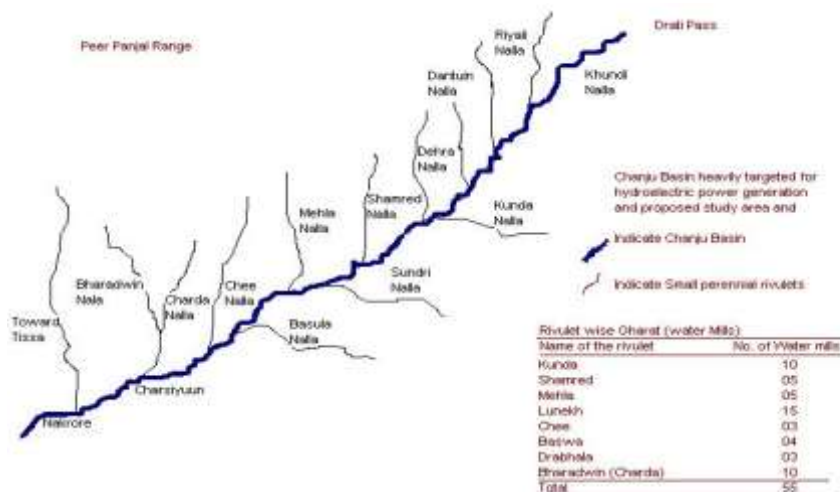 Peer Panjal Range
Drati Pass
Riyali
Nalla
Dantuin
Nalla
Khundi
Nalla
Dehra
Nalla
Shamred
Nalla
Mehla
Nalla
Kunda
Nalla
Sundri
Nalla
Bharadwin
Nala
Charda
Nalla
Chee
Nalla
Basula
Nalla
Toward
Tissa
Charsiyuun
Nakrore
Chanju Basin heavily targeted for
hydroelectric power generation
and proposed study area and
Indicate Chanju Basin
Indicate Small perennial rivulets
Rivulet wise Gharat (water Mills)
Name of the rivulet No. of Water mills
Kunda 10
Shamred 05
Mehla 05
Lunekh 15
Chee 03
Baswa 04
Drabhala 03
Bharadwin (Charda) 10
Total 55